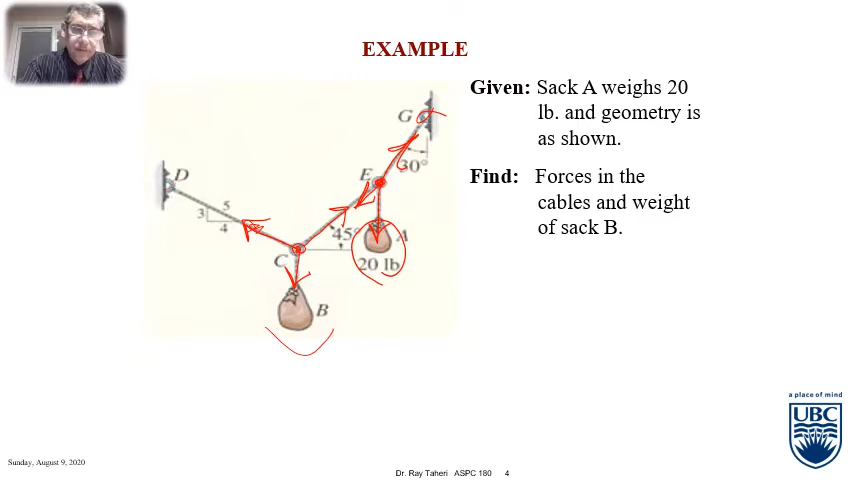 EXAMPLE
Given: Sack A weighs 20
lb. and geometry is
as shown.
Find: Forces in the
cables and weight
of sack B.
G
30°
E
D
5
3
4
45°
A
C
20 lb
B
a place of mind
UBC
Sunday, August 9, 2020
Dr. Ray Taheri ASPC 180 4